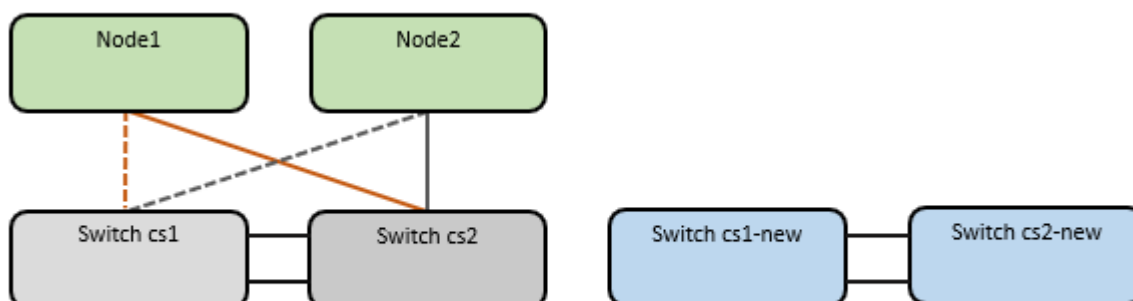 Node1
Node2
Switch cs1
Switch cs2
Switch cs1-new
Switch cs2-new